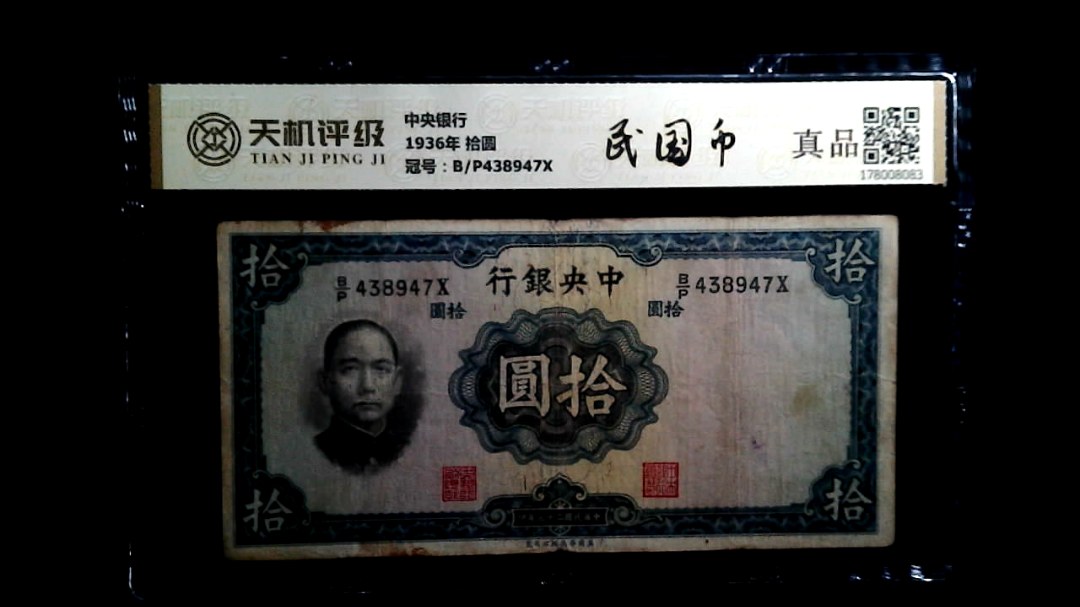 天机评级
TIAN JI PING JI
中央银行
1936年 拾圆
冠号：B/P438947X
民国币
真品
178008083
拾
拾
行銀央中
B/P 438947X
B/P 438947X
圓拾
圓拾
圓拾
拾
拾